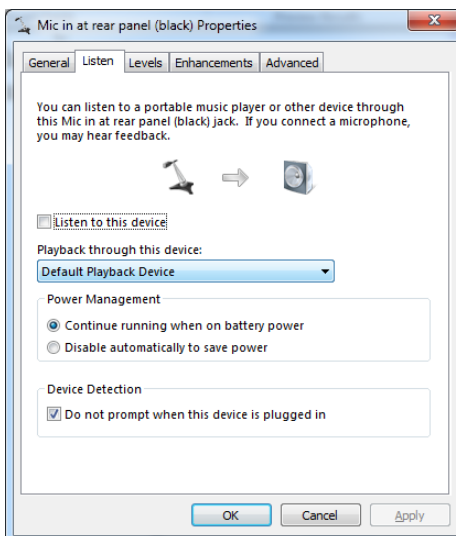 Mic in at rear panel (black) Properties
General Listen Levels Enhancements Advanced
You can listen to a portable music player or other device through
this Mic in at rear panel (black) jack. If you connect a microphone,
you may hear feedback.
Listen to this device
Playback through this device:
Default Playback Device
Power Management
Continue running when on battery power
Disable automatically to save power
Device Detection
Do not prompt when this device is plugged in
OK Cancel Apply